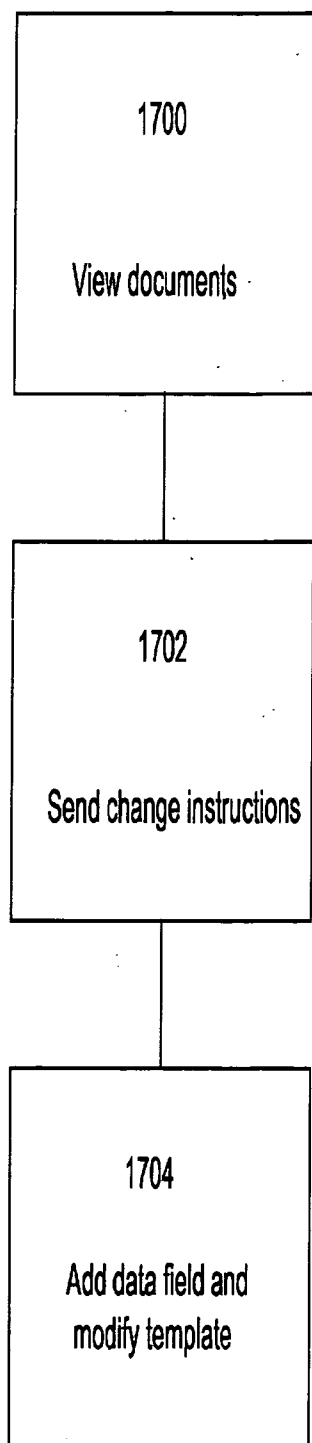 1700
View documents
1702
Send change instructions
1704
Add data field and
modify template